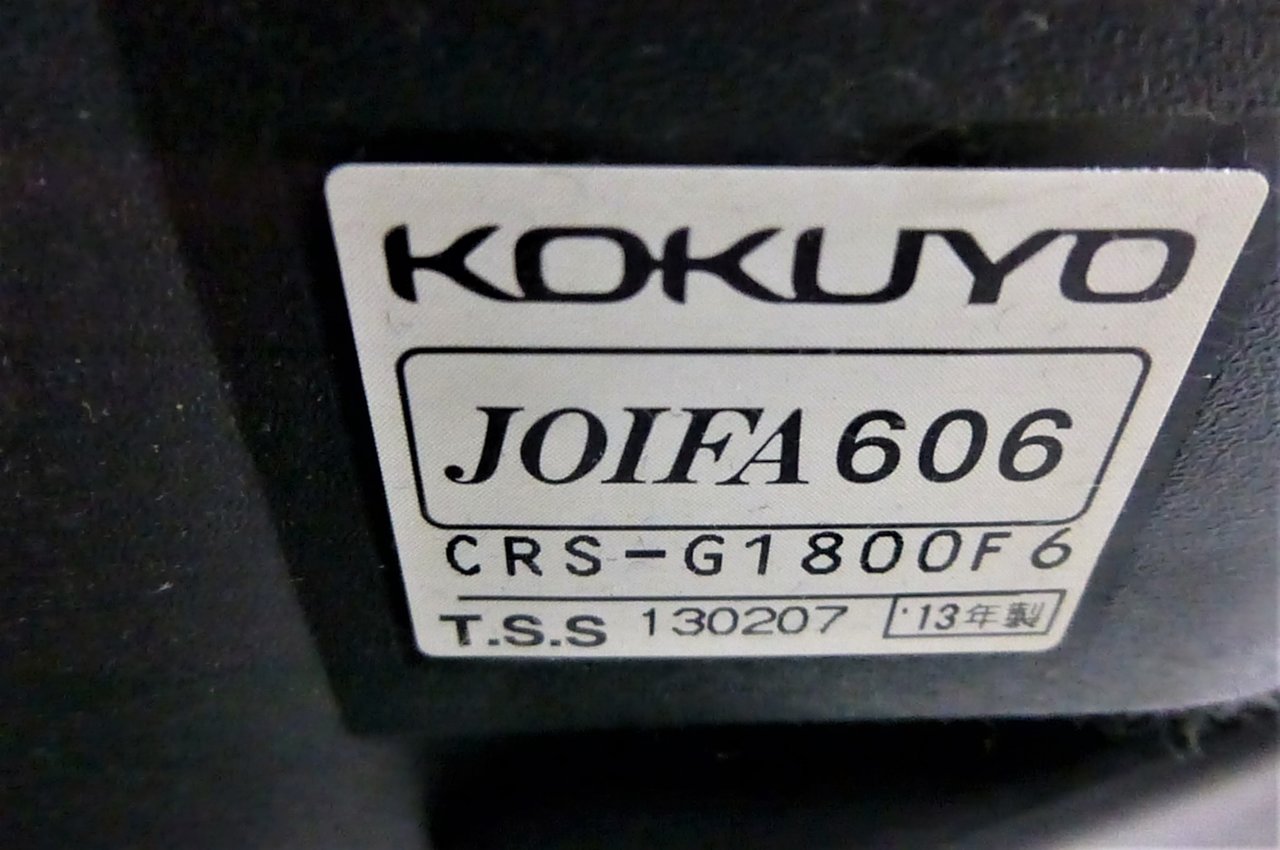 KOKUYO
JOIFA 606
CRS-G1800F6
T.S.S 130207 '13年製